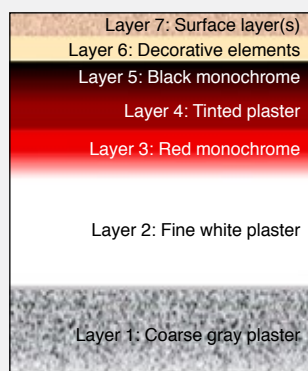 Layer 7: Surface layer(s)
Layer 6: Decorative elements
Layer 5: Black monochrome
Layer 4: Tinted plaster
Layer 3: Red monochrome
Layer 2: Fine white plaster
Layer 1: Coarse gray plaster